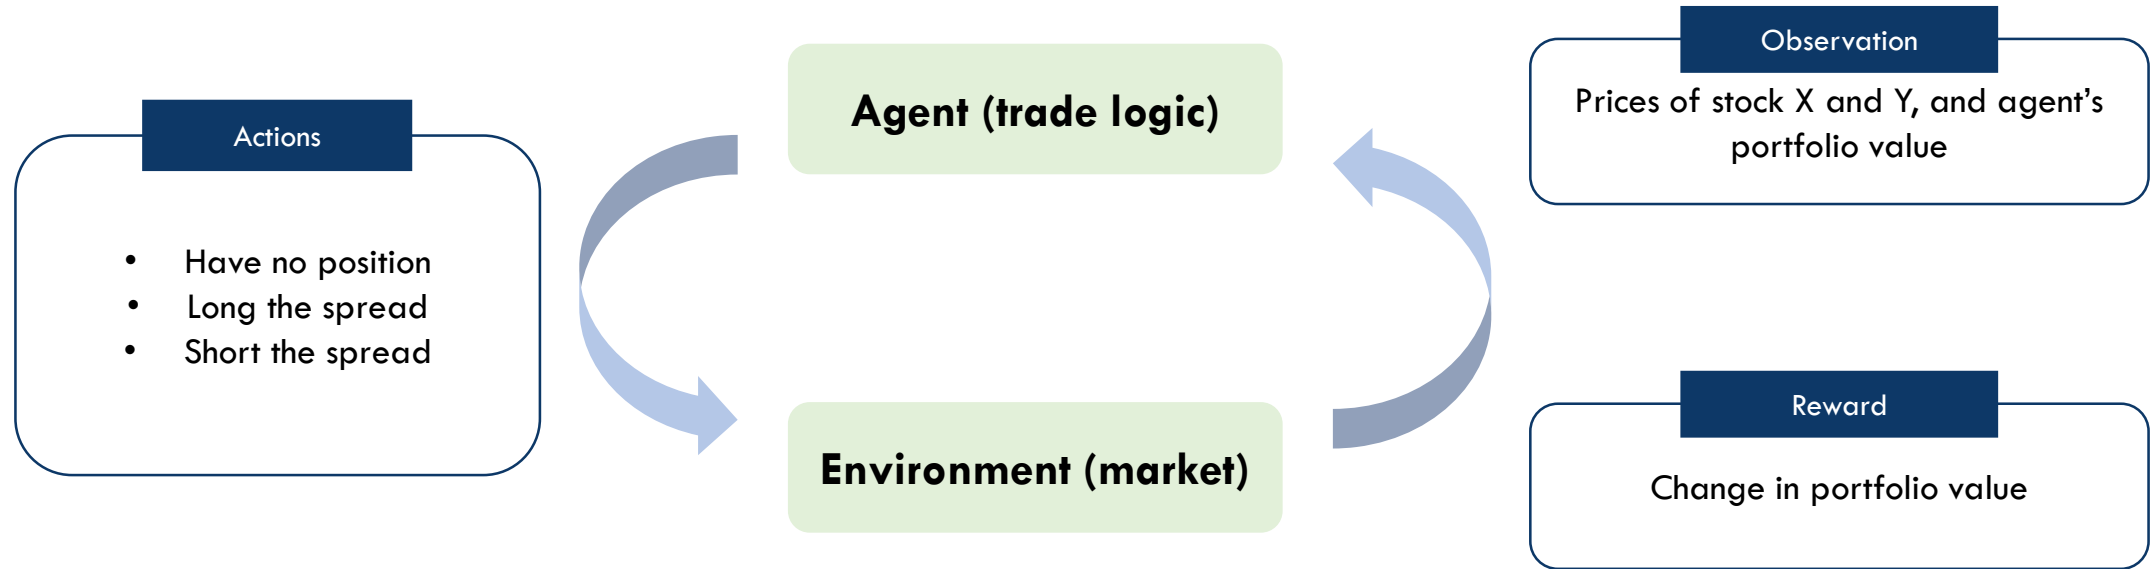 Actions
• Have no position
• Long the spread
• Short the spread
Agent (trade logic)
Environment (market)
Observation
Prices of stock X and Y, and agent’s
portfolio value
Reward
Change in portfolio value